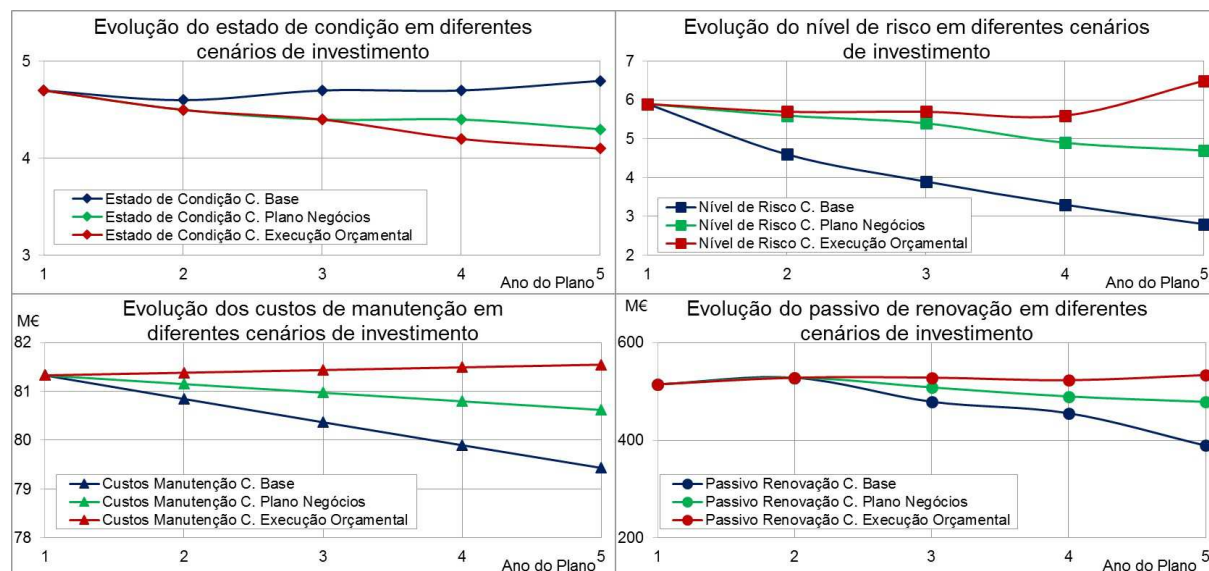 Evolução do estado de condição em diferentes
cenários de investimento
5
4
3
Estado de Condição C. Base
Estado de Condição C. Plano Negócios
Estado de Condição C. Execução Orçamental
1 2 3 4 5
Ano do Plano
Evolução do nível de risco em diferentes cenários
de investimento
7
6
5
4
3
2
Nível de Risco C. Base
Nível de Risco C. Plano Negócios
Nível de Risco C. Execução Orçamental
1 2 3 4 5
Ano do Plano
Evolução dos custos de manutenção em
diferentes cenários de investimento
M€
82
81
80
79
78
Custos Manutenção C. Base
Custos Manutenção C. Plano Negócios
Custos Manutenção C. Execução Orçamental
1 2 3 4 5
Ano do Plano
Evolução do passivo de renovação em diferentes
cenários de investimento
M€
600
400
200
Passivo Renovação C. Base
Passivo Renovação C. Plano Negócios
Passivo Renovação C. Execução Orçamental
1 2 3 4 5
Ano do Plano